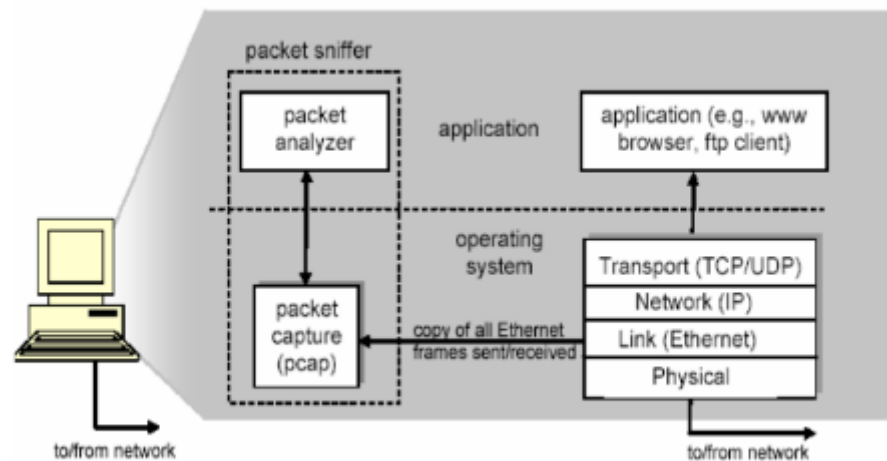 packet sniffer
packet
analyzer
application
application (e.g., www
browser, ftp client)
operating
system
packet
capture
(pcap)
copy of all Ethernet
frames sent/received
Transport (TCP/UDP)
Network (IP)
Link (Ethernet)
Physical
to/from network
to/from network